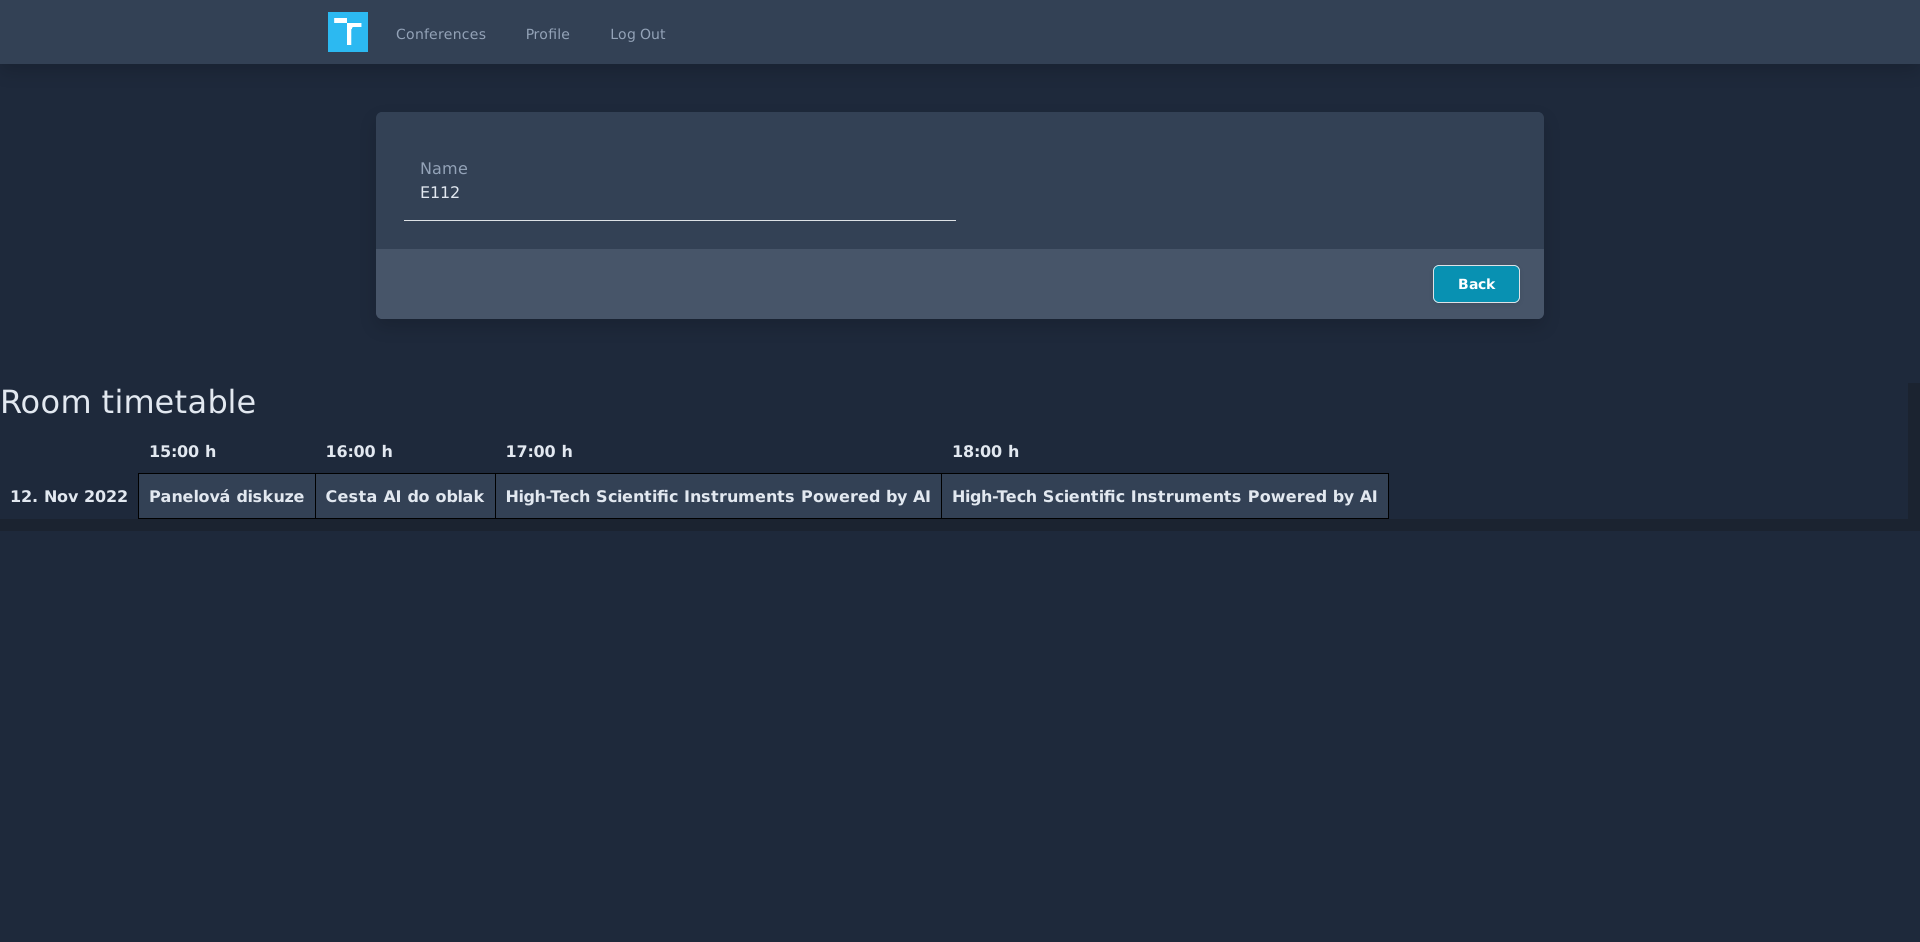 Conferences Profile Log Out
Name
E112
Back
Room timetable
15:00 h 16:00 h 17:00 h 18:00 h
12. Nov 2022 Panelová diskuze Cesta AI do oblak High-Tech Scientific Instruments Powered by AI High-Tech Scientific Instruments Powered by AI